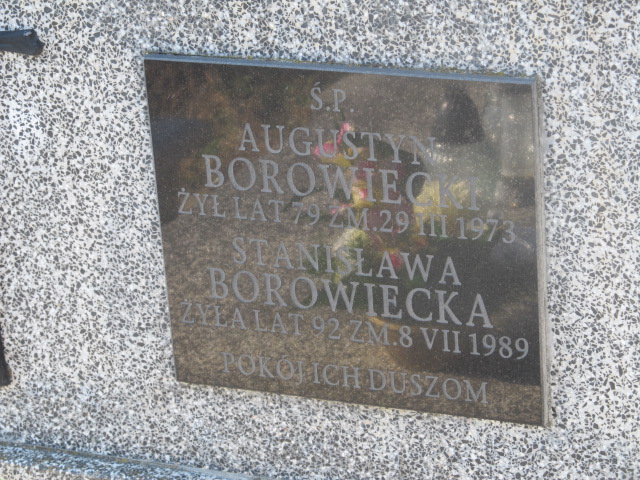 Ś.P.
AUGUSTYN
BOROWIECKI
ŻYŁ LAT 79 ZM. 29 III 1973
STANISŁAWA
BOROWIECKA
ŻYŁA LAT 92 ZM. 8 VII 1989
POKÓJ ICH DUSZOM